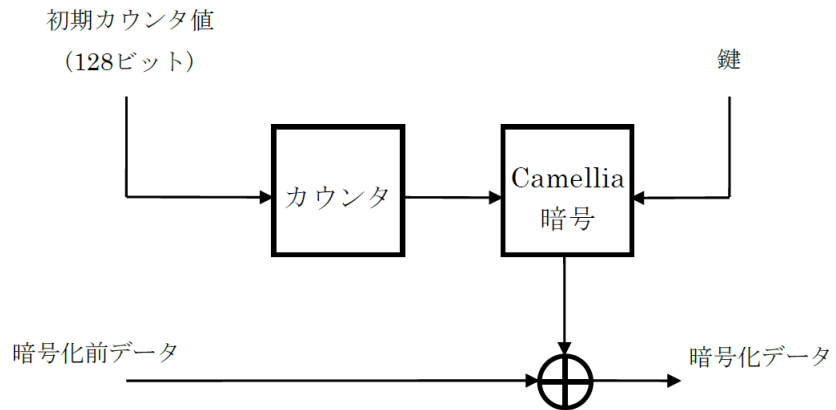 初期カウンタ値
（128ビット）
鍵
カウンタ
Camellia
暗号
暗号化前データ
暗号化データ